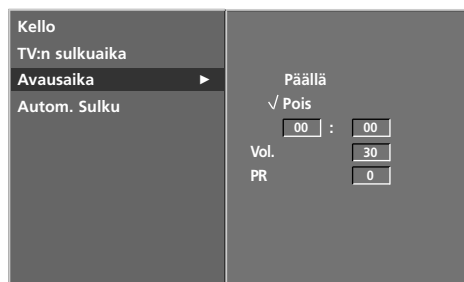 Kello
TV:n sulkuaika
Avausaika ►
Autom. Sulku
Päällä
√ Pois
00 : 00
Vol. 30
PR 0